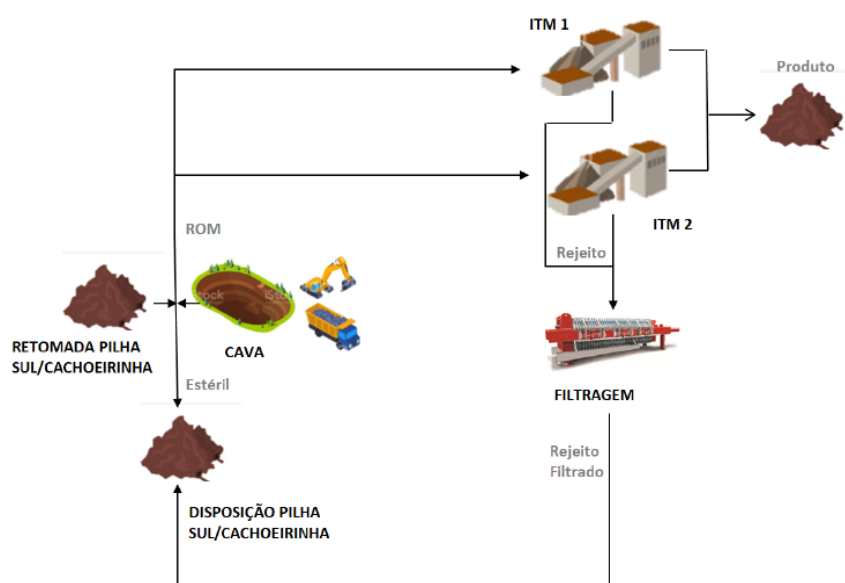 ITM 1
Produto
ITM 2
ROM
Rejeito
RETOMADA PILHA
SUL/CACHOEIRINHA
iStock
CAVA
Estéril
FILTRAGEM
Rejeito
Filtrado
DISPOSIÇÃO PILHA
SUL/CACHOEIRINHA